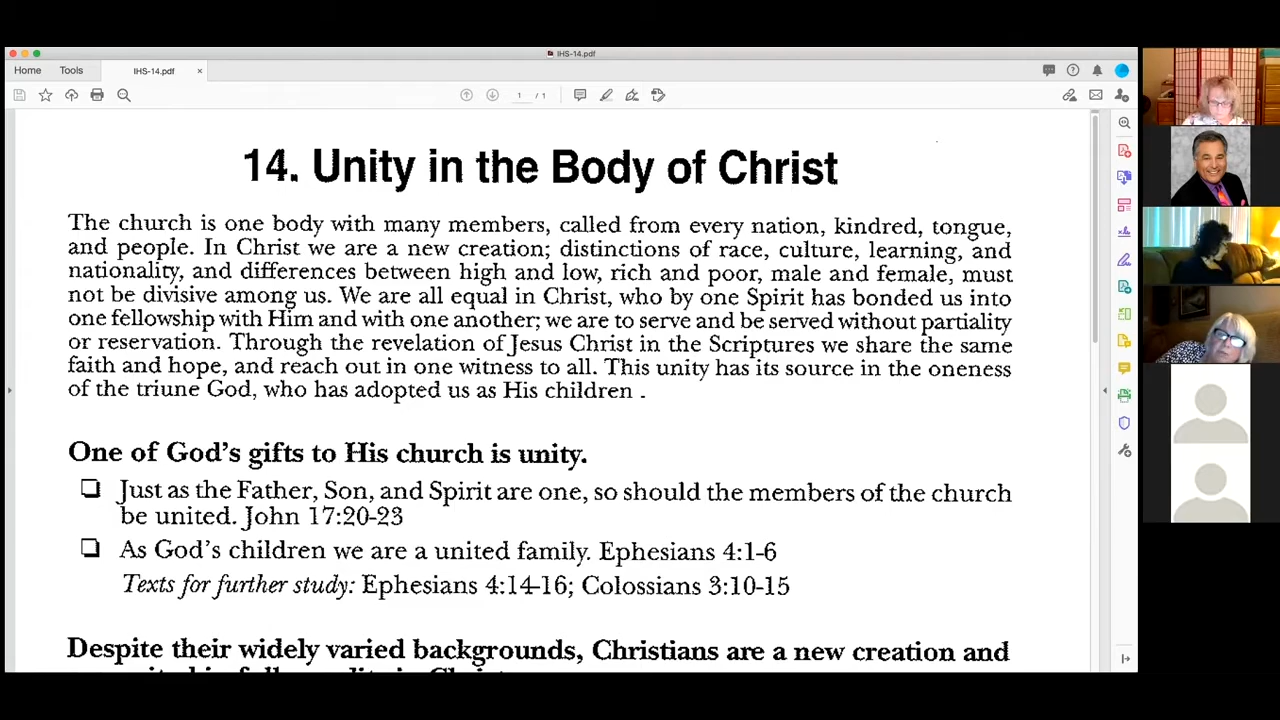 IHS-14.pdf
Home Tools IHS-14.pdf ×
1 / 1
14. Unity in the Body of Christ
The church is one body with many members, called from every nation, kindred, tongue,
and people. In Christ we are a new creation; distinctions of race, culture, learning, and
nationality, and differences between high and low, rich and poor, male and female, must
not be divisive among us. We are all equal in Christ, who by one Spirit has bonded us into
one fellowship with Him and with one another; we are to serve and be served without partiality
or reservation. Through the revelation of Jesus Christ in the Scriptures we share the same
faith and hope, and reach out in one witness to all. This unity has its source in the oneness
of the triune God, who has adopted us as His children .
One of God's gifts to His church is unity.
Just as the Father, Son, and Spirit are one, so should the members of the church
be united. John 17:20-23
As God's children we are a united family. Ephesians 4:1-6
Texts for further study: Ephesians 4:14-16; Colossians 3:10-15
Despite their widely varied backgrounds, Christians are a new creation and